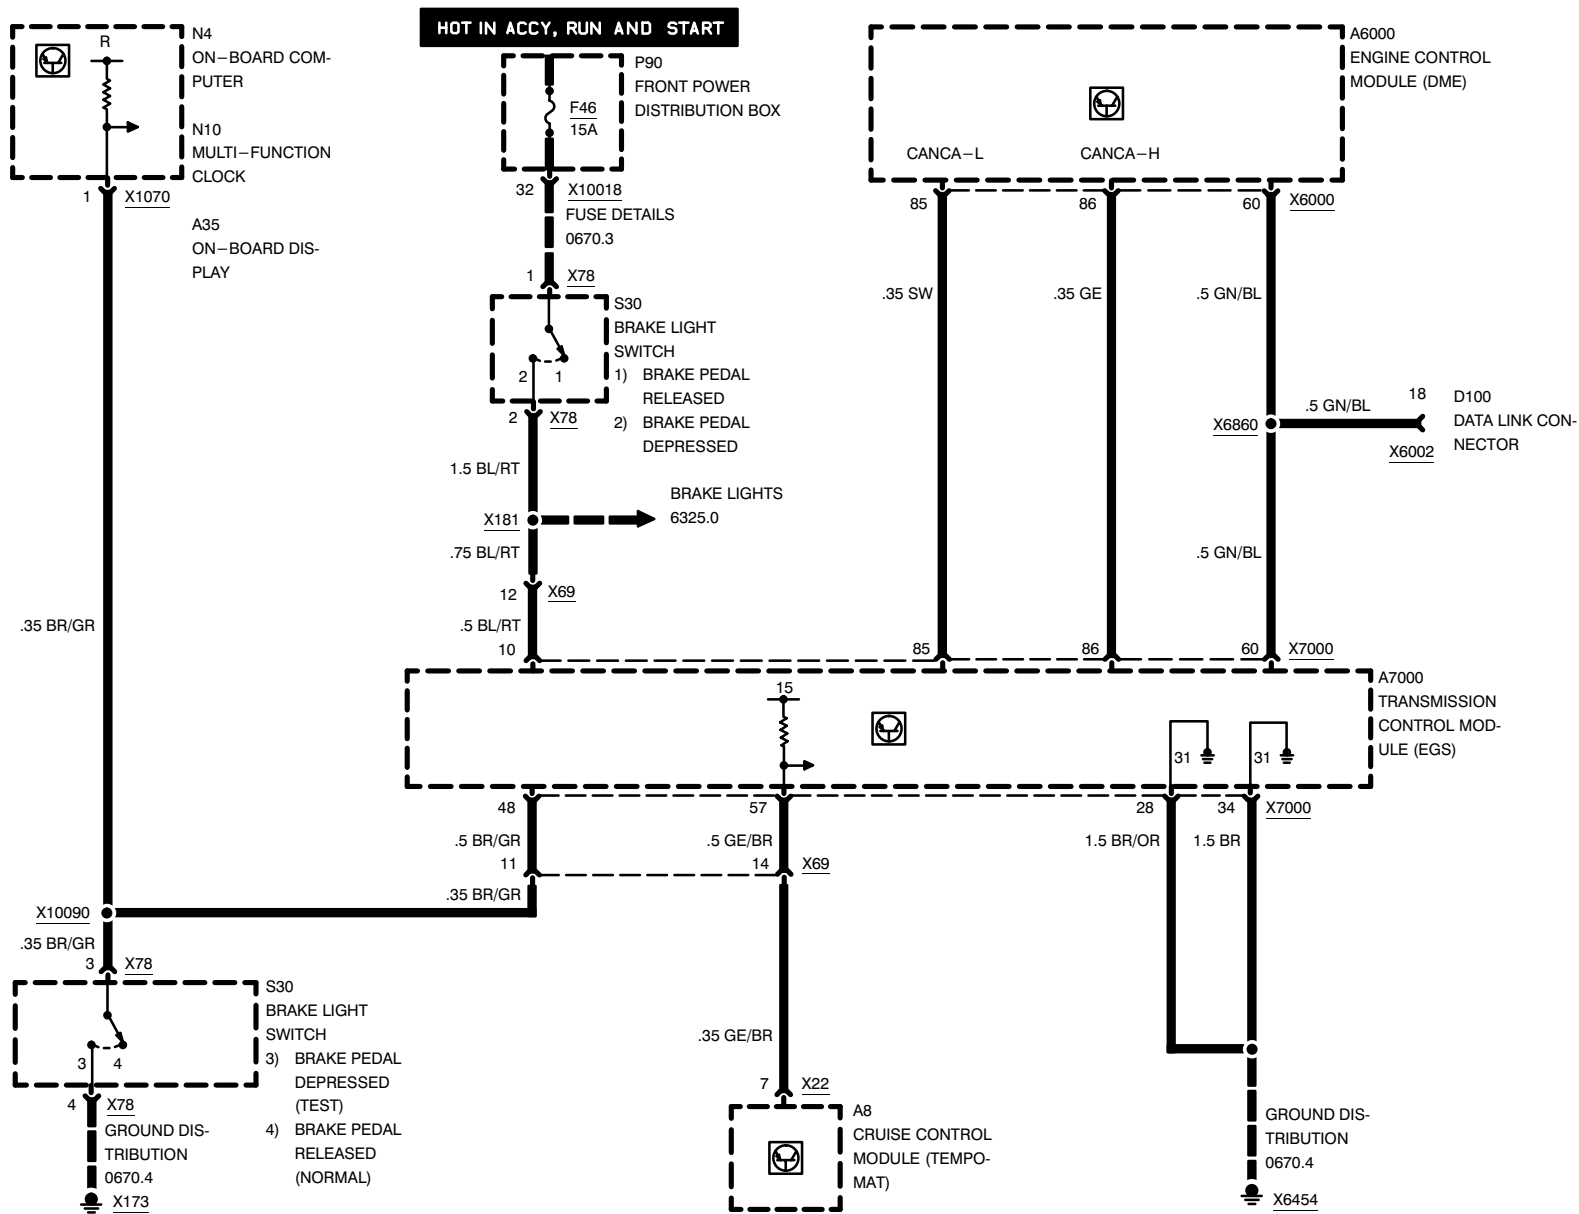 HOT IN ACCY, RUN AND START
N4
ON-BOARD COM-
PUTER
N10
MULTI-FUNCTION
CLOCK
R
1 X1070
A35
ON-BOARD DIS-
PLAY
P90
FRONT POWER
DISTRIBUTION BOX
F46
15A
32 X10018
FUSE DETAILS
0670.3
1 X78
S30
BRAKE LIGHT
SWITCH
1) BRAKE PEDAL
RELEASED
2) BRAKE PEDAL
DEPRESSED
2 1
2 X78
1.5 BL/RT
BRAKE LIGHTS
6325.0
X181
.75 BL/RT
12 X69
.5 BL/RT
10
A6000
ENGINE CONTROL
MODULE (DME)
CANCA-L CANCA-H
85 86 60 X6000
.35 SW .35 GE .5 GN/BL
.5 GN/BL 18 D100
DATA LINK CON-
NECTOR
X6860
X6002
.5 GN/BL
85 86 60 X7000
A7000
TRANSMISSION
CONTROL MOD-
ULE (EGS)
15
31 31
48 57 28 34 X7000
.5 BR/GR .5 GE/BR 1.5 BR/OR 1.5 BR
11 14 X69
.35 BR/GR
.35 BR/GR
X10090
.35 BR/GR
3 X78
S30
BRAKE LIGHT
SWITCH
3) BRAKE PEDAL
DEPRESSED
(TEST)
4) BRAKE PEDAL
RELEASED
(NORMAL)
3 4
4 X78
GROUND DIS-
TRIBUTION
0670.4
X173
.35 GE/BR
7 X22
A8
CRUISE CONTROL
MODULE (TEMPO-
MAT)
GROUND DIS-
TRIBUTION
0670.4
X6454